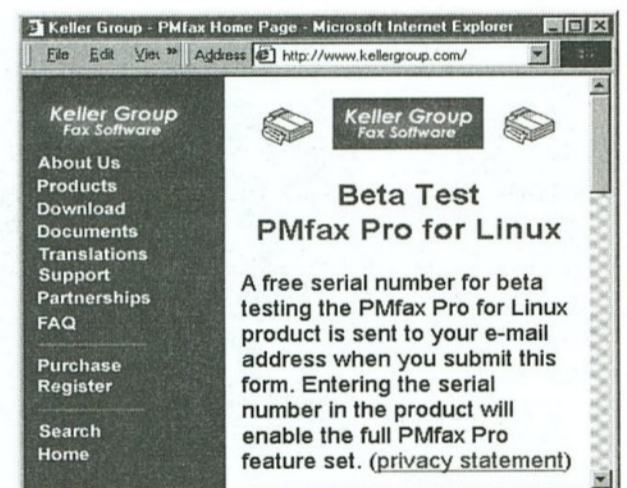 Keller Group - PMfax Home Page - Microsoft Internet Explorer
File Edit View » Address http://www.kellergroup.com/
Keller Group
Fax Software
About Us
Products
Download
Documents
Translations
Support
Partnerships
FAQ
Purchase
Register
Search
Home
Keller Group
Fax Software
Beta Test
PMfax Pro for Linux
A free serial number for beta
testing the PMfax Pro for Linux
product is sent to your e-mail
address when you submit this
form. Entering the serial
number in the product will
enable the full PMfax Pro
feature set. (privacy statement)